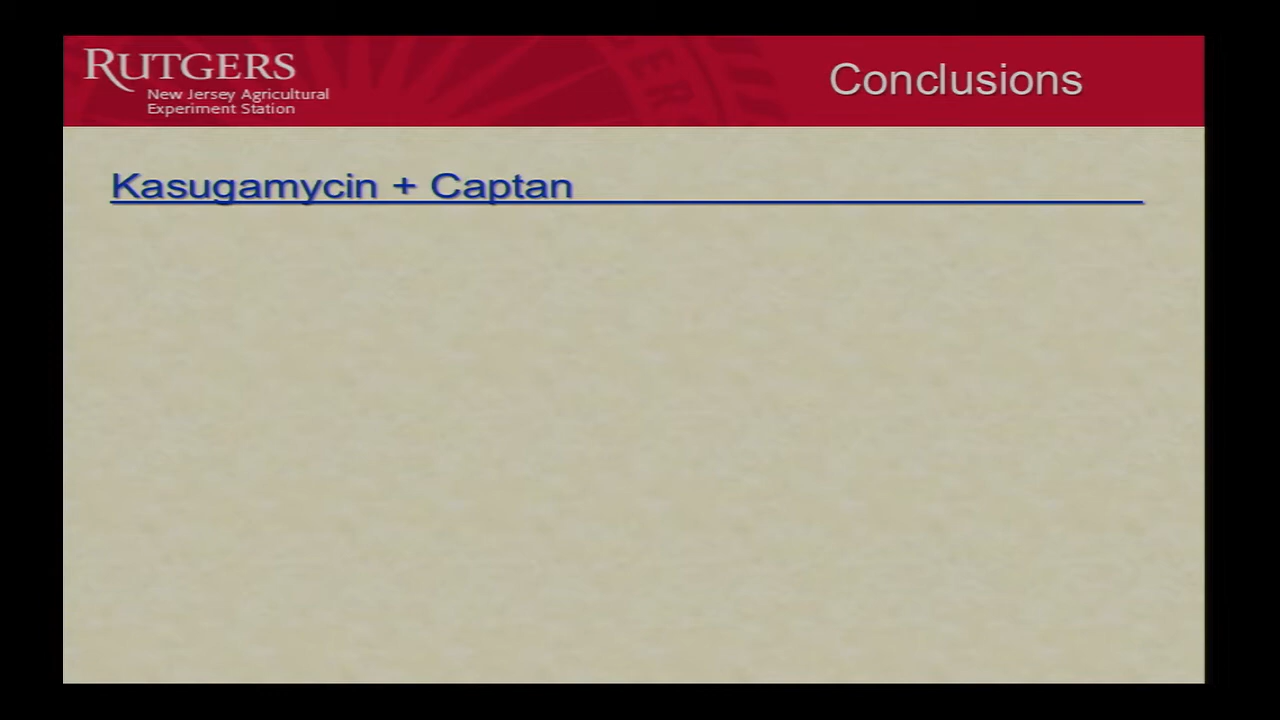 RUTGERS
New Jersey Agricultural
Experiment Station
Conclusions
Kasugamycin + Captan